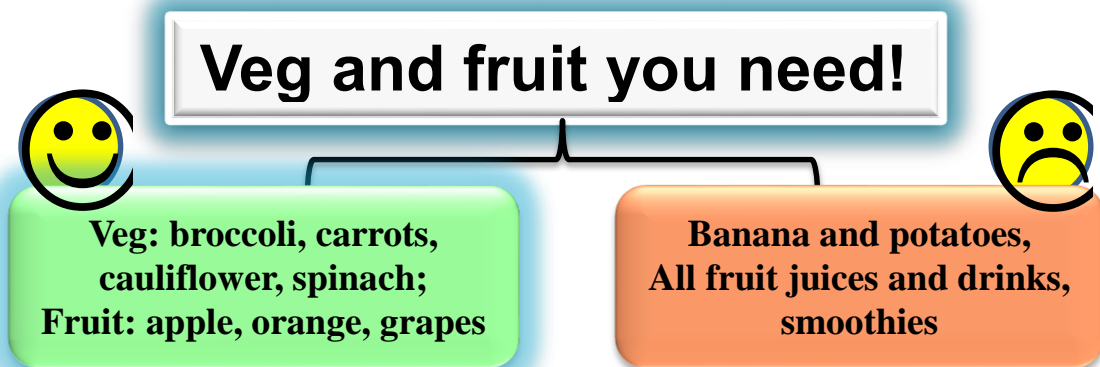 Veg and fruit you need!
Veg: broccoli, carrots,
cauliflower, spinach;
Fruit: apple, orange, grapes
Banana and potatoes,
All fruit juices and drinks,
smoothies